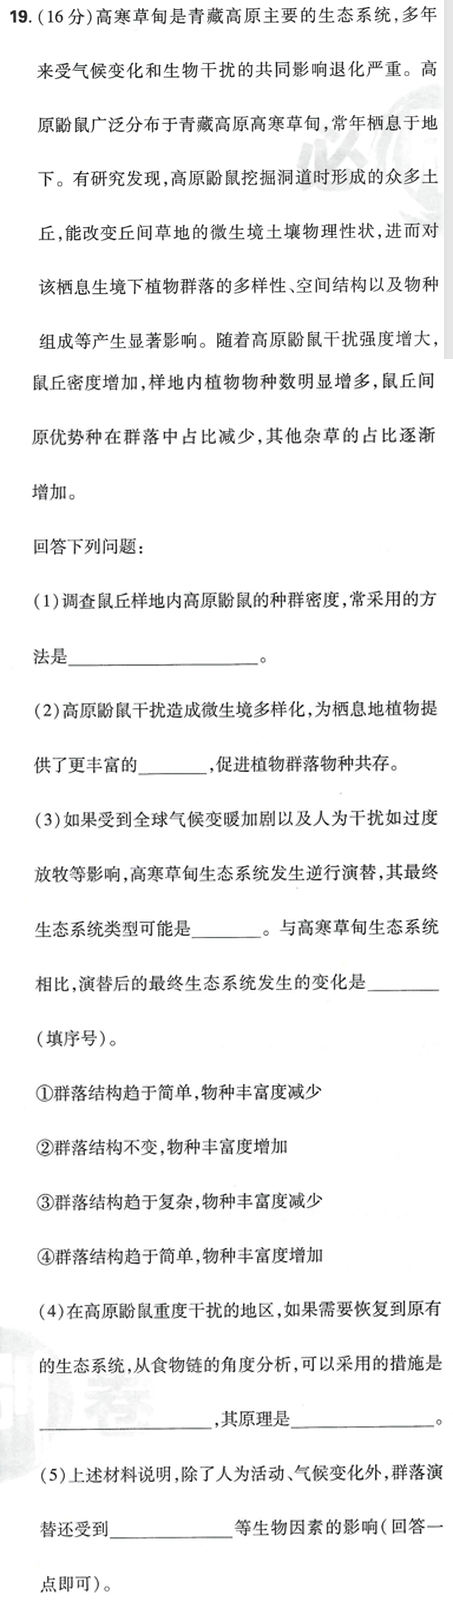 19.(16分)高寒草甸是青藏高原主要的生态系统,多年
来受气候变化和生物干扰的共同影响退化严重。高
原鼢鼠广泛分布于青藏高原高寒草甸,常年栖息于地
下。有研究发现,高原鼢鼠挖掘洞道时形成的众多土
丘,能改变丘间草地的微生境土壤物理性状,进而对
该栖息生境下植物群落的多样性、空间结构以及物种
组成等产生显著影响。随着高原鼢鼠干扰强度增大,
鼠丘密度增加,样地内植物物种数明显增多,鼠丘间
原优势种在群落中占比减少,其他杂草的占比逐渐
增加。
回答下列问题:
(1)调查鼠丘样地内高原鼢鼠的种群密度,常采用的方
法是____________________。
(2)高原鼢鼠干扰造成微生境多样化,为栖息地植物提
供了更丰富的________,促进植物群落物种共存。
(3)如果受到全球气候变暖加剧以及人为干扰如过度
放牧等影响,高寒草甸生态系统发生逆行演替,其最终
生态系统类型可能是________。与高寒草甸生态系统
相比,演替后的最终生态系统发生的变化是________
(填序号)。
①群落结构趋于简单,物种丰富度减少
②群落结构不变,物种丰富度增加
③群落结构趋于复杂,物种丰富度减少
④群落结构趋于简单,物种丰富度增加
(4)在高原鼢鼠重度干扰的地区,如果需要恢复到原有
的生态系统,从食物链的角度分析,可以采用的措施是
__________________,其原理是________________。
(5)上述材料说明,除了人为活动、气候变化外,群落演
替还受到______________等生物因素的影响(回答一
点即可)。